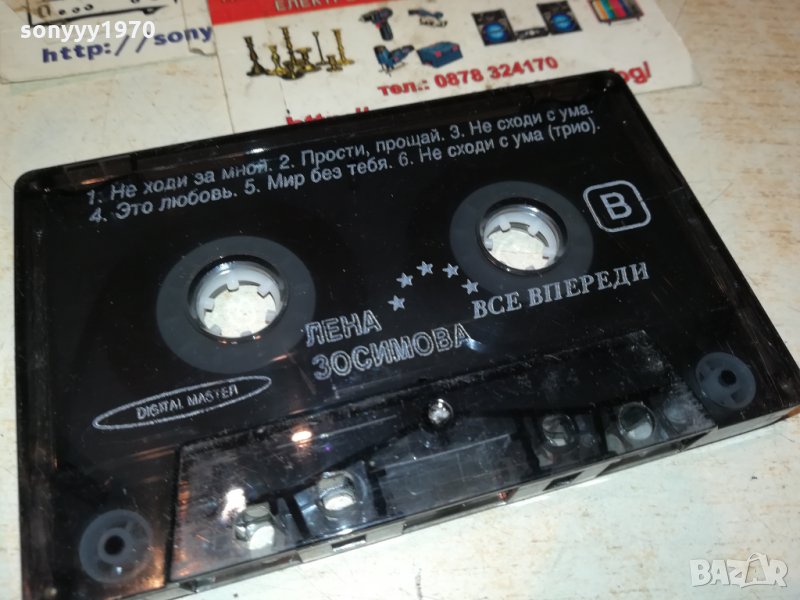 sonyyy1970
http://sony
тел.: 0878 324170
1. Не ходи за мной. 2. Прости, прощай. 3. Не сходи с ума.
4. Это любовь. 5. Мир без тебя. 6. Не сходи с ума (трио).
B
ЛЕНА
ЗОСИМОВА
ВСЕ ВПЕРЕДИ
DIGITAL MASTER
BAZAR